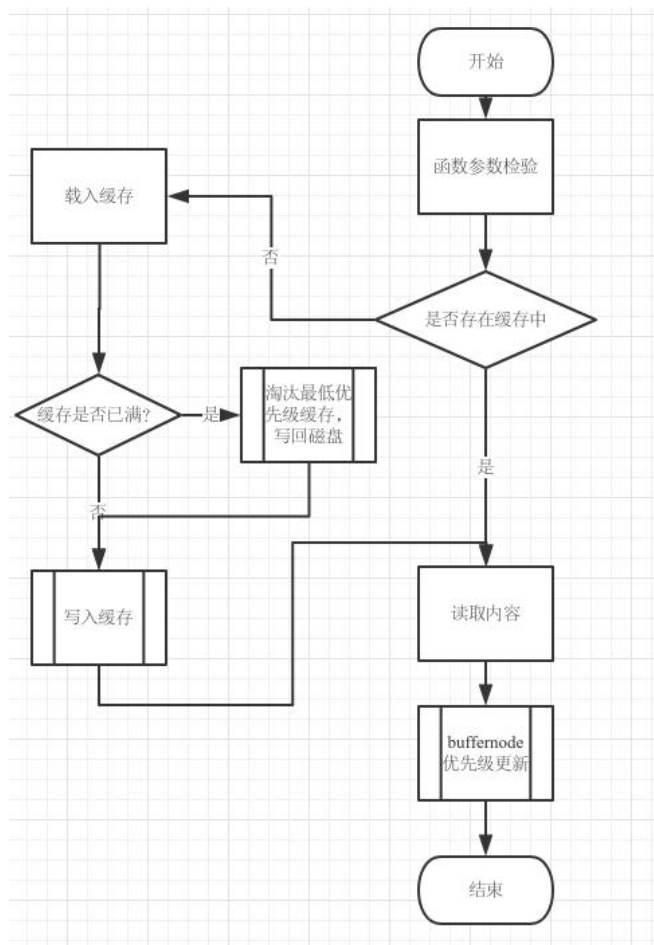 开始
函数参数检验
载入缓存
否
是否存在缓存中
缓存是否已满?
是
淘汰最低优
先级缓存，
写回磁盘
是
否
写入缓存
读取内容
buffernode
优先级更新
结束